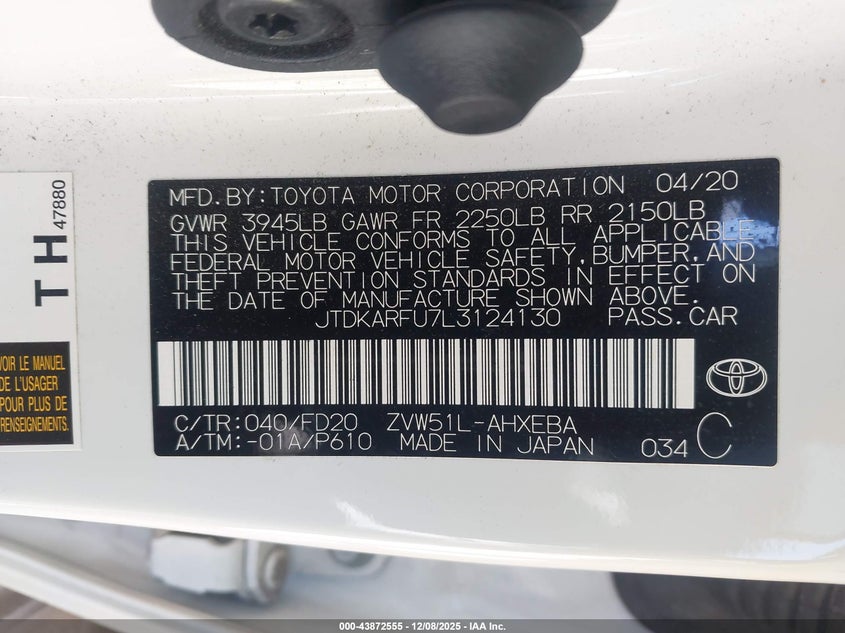 MFD.BY:TOYOTA MOTOR CORPORATION 04/20
GVWR 3945LB GAWR FR 2250LB RR 2150LB
THIS VEHICLE CONFORMS TO ALL APPLICABLE
FEDERAL MOTOR VEHICLE SAFETY,BUMPER,AND
THEFT PREVENTION STANDARDS IN EFFECT ON
THE DATE OF MANUFACTURE SHOWN ABOVE.
JTDKARFU7L3124130 PASS.CAR
C/TR:040/FD20 ZVW51L-AHXEBA
A/TM:-01A/P610 MADE IN JAPAN 034 C
TH
47880
VOIR LE MANUEL
DE L'USAGER
POUR PLUS DE
RENSEIGNEMENTS.
000-43872555 | 12/08/2025 | IAA Inc.